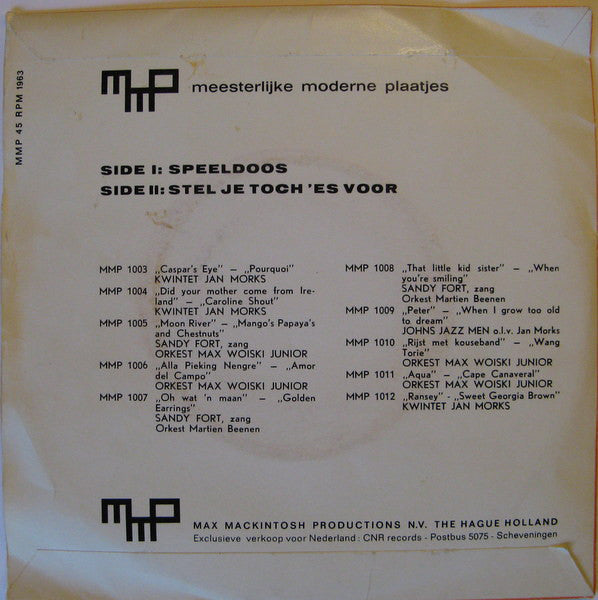 MMP 45 RPM 1963
mmp meesterlijke moderne plaatjes
SIDE I: SPEELDOOS
SIDE II: STEL JE TOCH 'ES VOOR
MMP 1003 „Caspar's Eye” – „Pourquoi”
KWINTET JAN MORKS
MMP 1004 „Did your mother come from Ire-
land” – „Caroline Shout”
KWINTET JAN MORKS
MMP 1005 „Moon River” – „Mango's Papaya's
and Chestnuts”
SANDY FORT, zang
ORKEST MAX WOISKI JUNIOR
MMP 1006 „Alla Pieking Nengre” – „Amor
del Campo”
ORKEST MAX WOISKI JUNIOR
MMP 1007 „Oh wat 'n maan” – „Golden
Earrings”
SANDY FORT, zang
Orkest Martien Beenen
MMP 1008 „That little kid sister” – „When
you're smiling”
SANDY FORT, zang
Orkest Martien Beenen
MMP 1009 „Peter” – „When I grow too old
to dream”
JOHNS JAZZ MEN o.l.v. Jan Morks
MMP 1010 „Rijst met kouseband” – „Wang
Torie”
ORKEST MAX WOISKI JUNIOR
MMP 1011 „Aqua” – „Cape Canaveral”
ORKEST MAX WOISKI JUNIOR
MMP 1012 „Ransey” - „Sweet Georgia Brown”
KWINTET JAN MORKS
mmp MAX MACKINTOSH PRODUCTIONS N.V. THE HAGUE HOLLAND
Exclusieve verkoop voor Nederland : CNR records - Postbus 5075 - Scheveningen